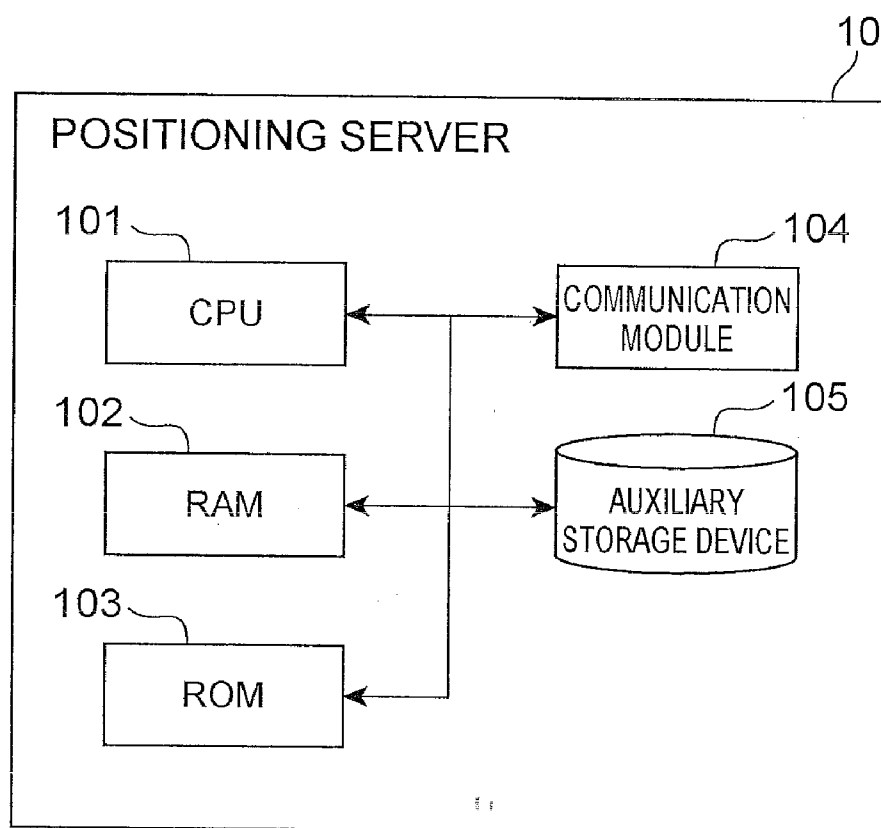 10
POSITIONING SERVER
101
CPU
104
COMMUNICATION
MODULE
102
RAM
105
AUXILIARY
STORAGE DEVICE
103
ROM